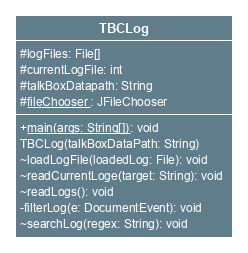 TBCLog
#logFiles: File[]
#currentLogFile: int
#talkBoxDatapath: String
#fileChooser : JFileChooser
+main(args: String[]): void
TBCLog(talkBoxDataPath: String)
~loadLogFile(loadedLog: File): void
~readCurrentLoge(target: String): void
~readLogs(): void
-filterLog(e: DocumentEvent): void
~searchLog(regex: String): void